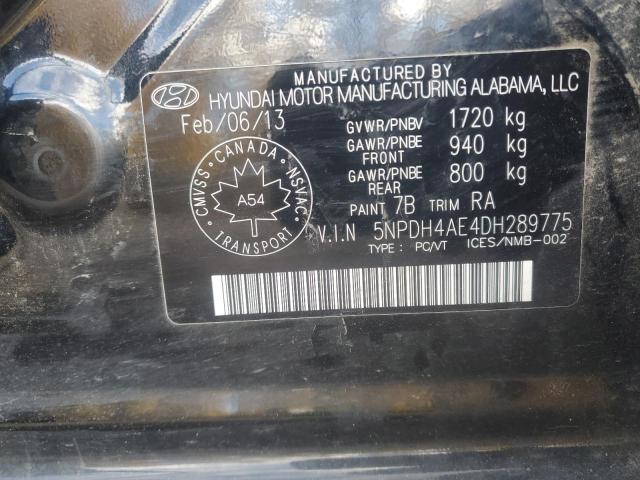 MANUFACTURED BY
HYUNDAI MOTOR MANUFACTURING ALABAMA, LLC
Feb/06/13
GVWR/PNBV 1720 kg
GAWR/PNBE FRONT 940 kg
GAWR/PNBE REAR 800 kg
PAINT 7B TRIM RA
CANADA
CMVSS NSVAC
A54
TRANSPORT
V.I.N 5NPDH4AE4DH289775
TYPE : PC/VT ICES/NMB-002